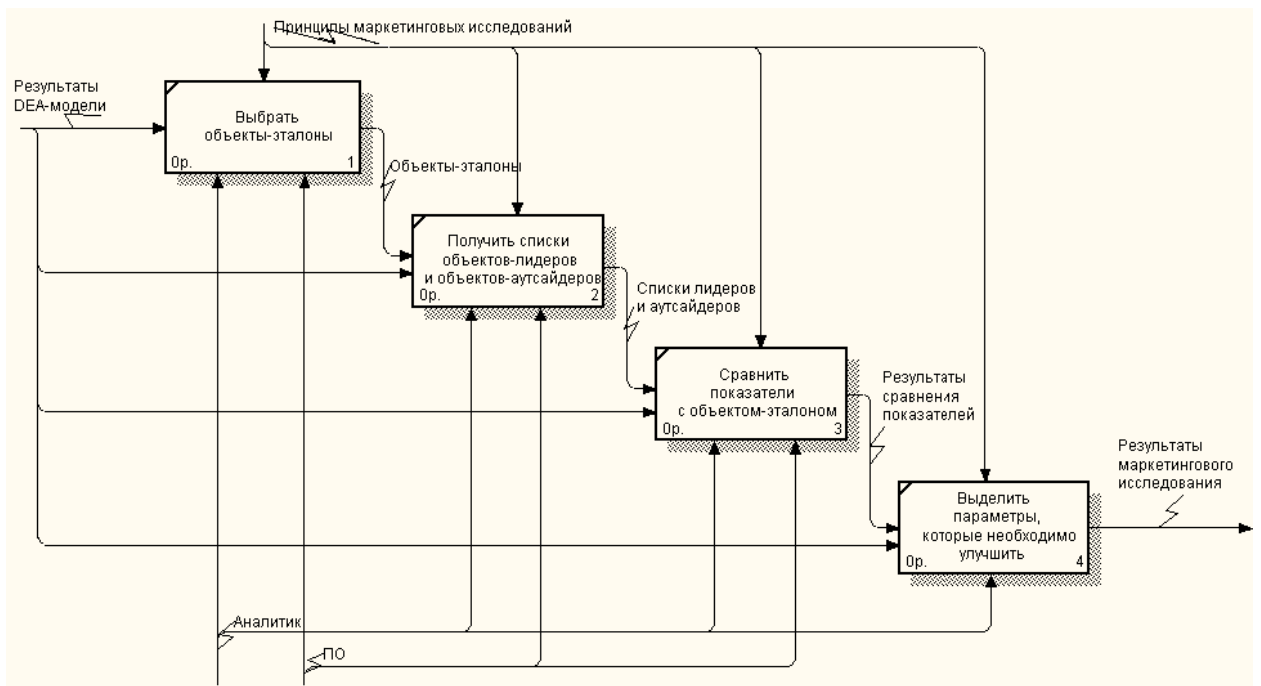 Принципы маркетинговых исследований
Результаты
DEA-модели
Выбрать
объекты-эталоны
0р.
1
Объекты-эталоны
Получить списки
объектов-лидеров
и объектов-аутсайдеров
0р.
2
Списки лидеров
и аутсайдеров
Сравнить
показатели
с объектом-эталоном
0р.
3
Результаты
сравнения
показателей
Результаты
маркетингового
исследования
Выделить
параметры,
которые необходимо
улучшить
0р.
4
Аналитик
ПО